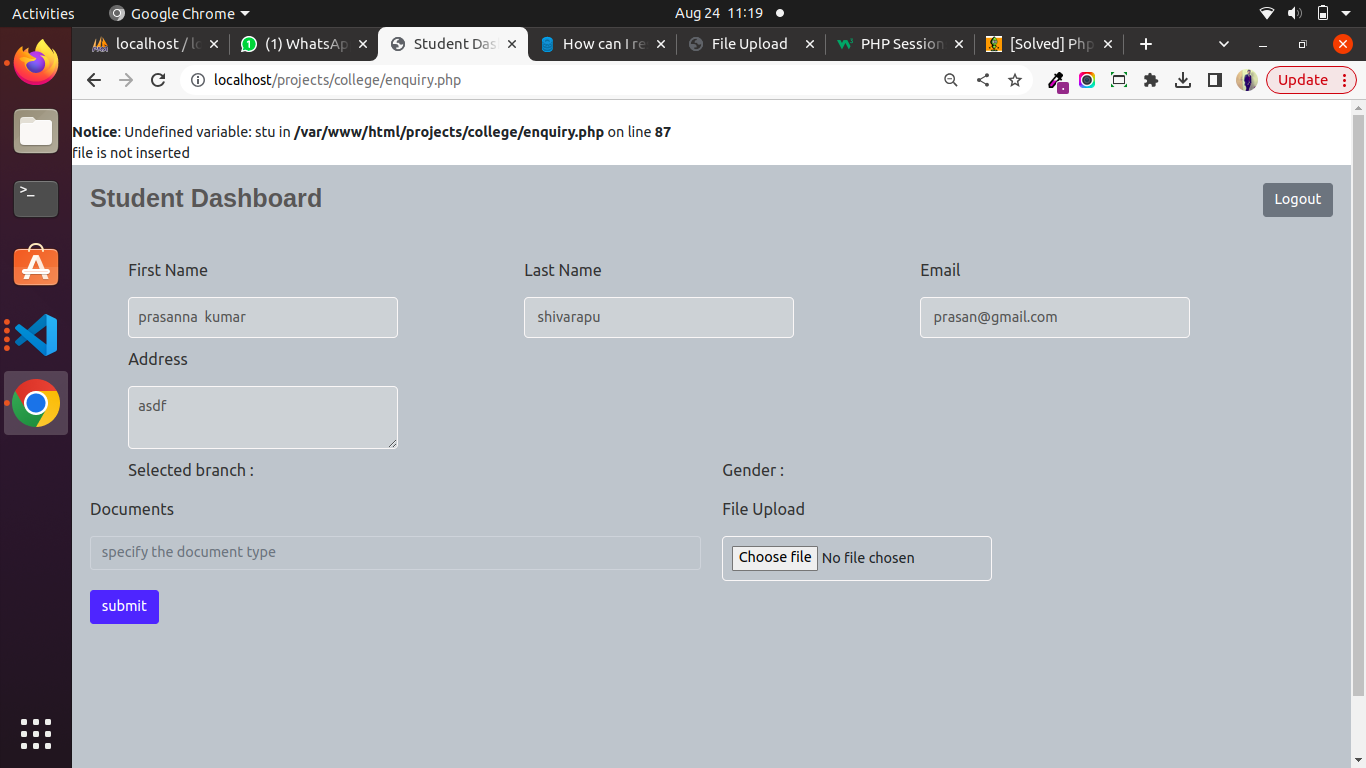 Activities Google Chrome Aug 24 11:19
localhost / lo (1) WhatsAp Student Das How can I re File Upload PHP Session [Solved] Php
localhost/projects/college/enquiry.php Update
Notice: Undefined variable: stu in /var/www/html/projects/college/enquiry.php on line 87
file is not inserted
Student Dashboard Logout
First Name Last Name Email
prasanna kumar shivarapu prasan@gmail.com
Address
asdf
Selected branch : Gender :
Documents File Upload
specify the document type Choose file No file chosen
submit